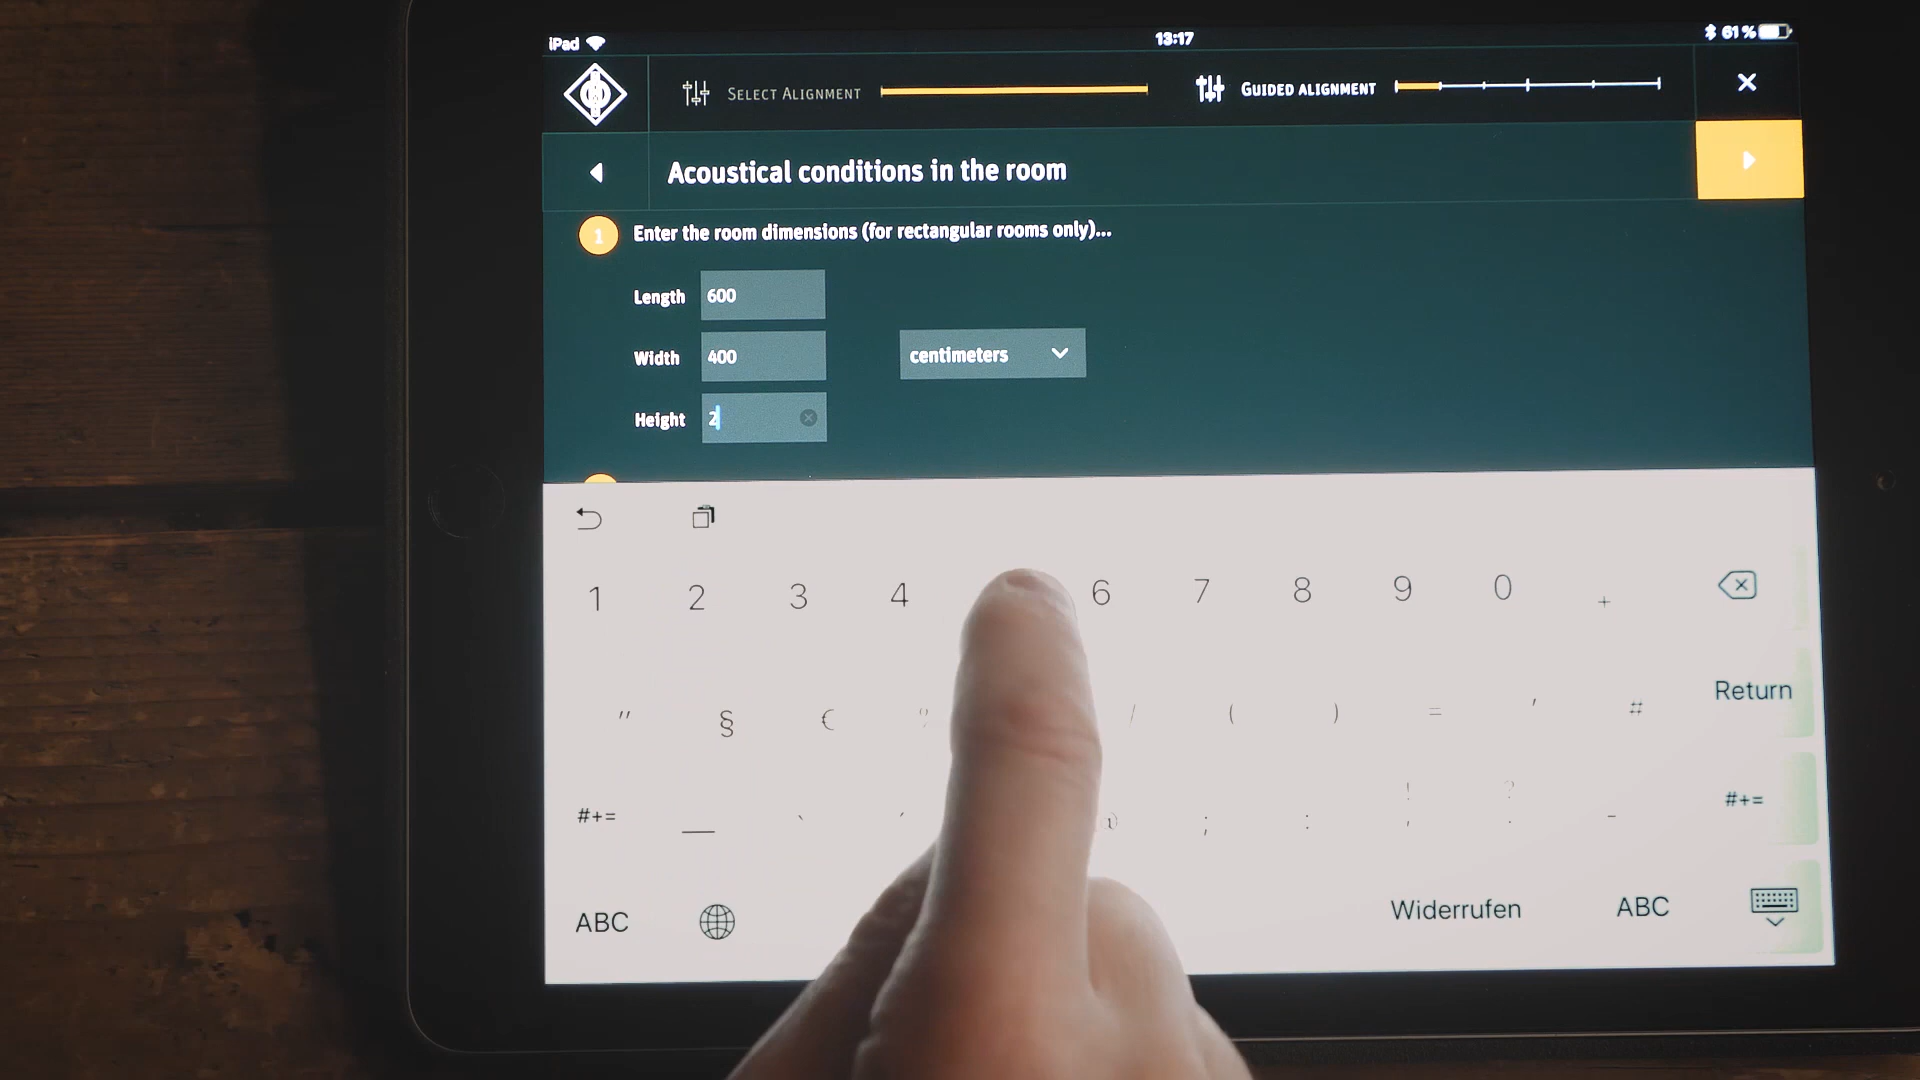 iPad 13:17 61 %
SELECT ALIGNMENT GUIDED ALIGNMENT
Acoustical conditions in the room
1 Enter the room dimensions (for rectangular rooms only)...
Length 600
Width 400 centimeters
Height 2
1 2 3 4 6 7 8 9 0 +
" § € / ( ) = ' #
Return
#+= _ ` ´ ; : ! , ? . - #+=
ABC Widerrufen ABC